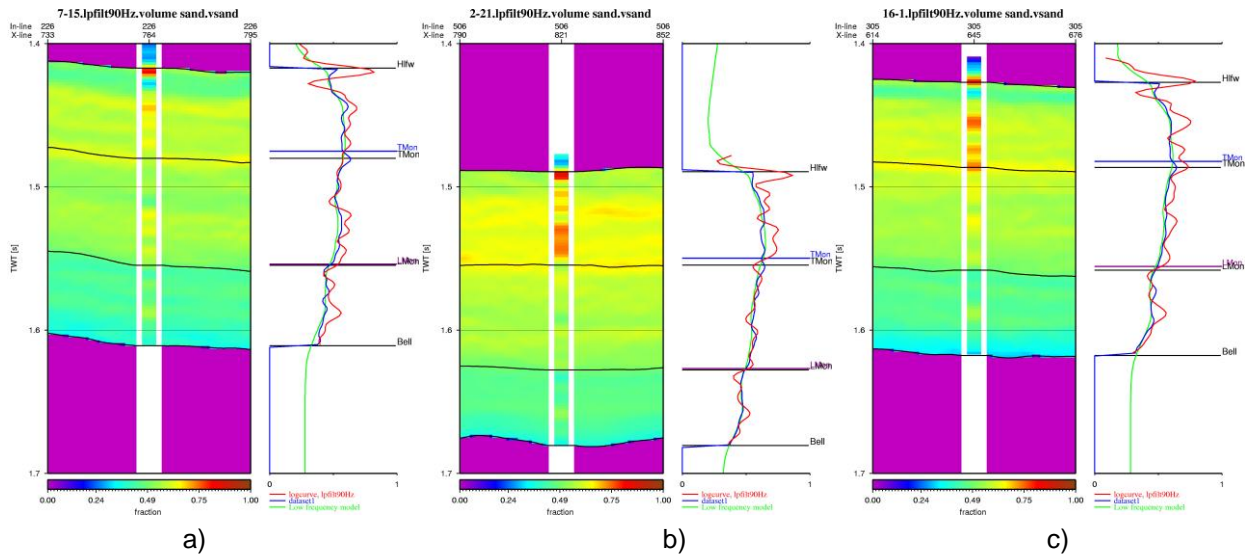 7-15.lpfilt90Hz.volume sand.vsand
In-line 226 226 226
X-line 733 764 795
1.4
1.5
1.6
1.7
TWT [s]
Hlfw
TMon
TMon
LMon
Bell
0.00 0.24 0.49 0.75 1.00
fraction
0 1
logcurve, lpfilt90Hz
dataset1
Low frequency model
a)
2-21.lpfilt90Hz.volume sand.vsand
In-line 506 506 506
X-line 790 821 852
1.4
1.5
1.6
1.7
TWT [s]
Hlfw
TMon
TMon
LMon
Bell
0.00 0.24 0.49 0.75 1.00
fraction
0 1
logcurve, lpfilt90Hz
dataset1
Low frequency model
b)
16-1.lpfilt90Hz.volume sand.vsand
In-line 305 305 305
X-line 614 645 676
1.4
1.5
1.6
1.7
TWT [s]
Hlfw
TMon
TMon
LMon
LMon
Bell
0.00 0.24 0.49 0.75 1.00
fraction
0 1
logcurve, lpfilt90Hz
dataset1
Low frequency model
c)